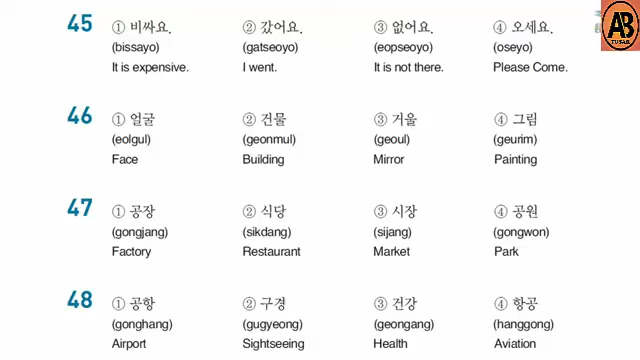 45 ① 비싸요. ② 갔어요. ③ 없어요. ④ 오세요.
(bissayo) (gatseoyo) (eopseoyo) (oseyo)
It is expensive. I went. It is not there. Please Come.
46 ① 얼굴 ② 건물 ③ 거울 ④ 그림
(eolgul) (geonmul) (geoul) (geurim)
Face Building Mirror Painting
47 ① 공장 ② 식당 ③ 시장 ④ 공원
(gongjang) (sikdang) (sijang) (gongwon)
Factory Restaurant Market Park
48 ① 공항 ② 구경 ③ 건강 ④ 항공
(gonghang) (gugyeong) (geongang) (hanggong)
Airport Sightseeing Health Aviation
AB
TUSAR